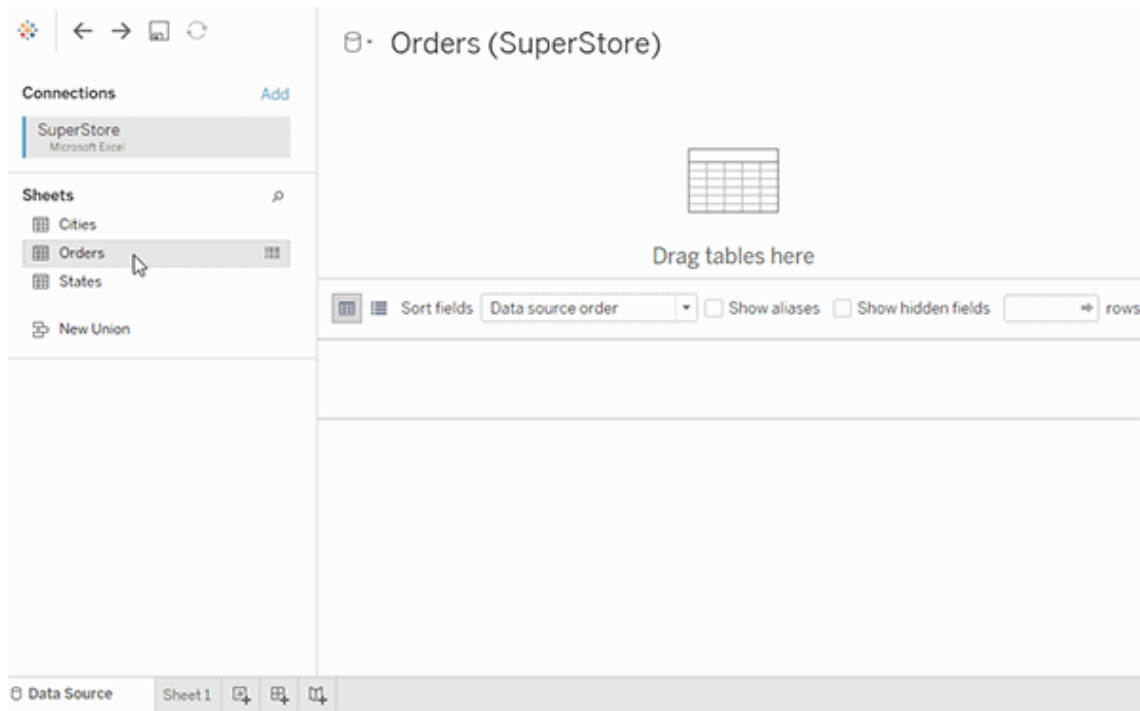 Orders (SuperStore)
Connections
Add
SuperStore
Microsoft Excel
Sheets
Cities
Orders
States
New Union
Drag tables here
Sort fields Data source order Show aliases Show hidden fields rows
Data Source Sheet 1